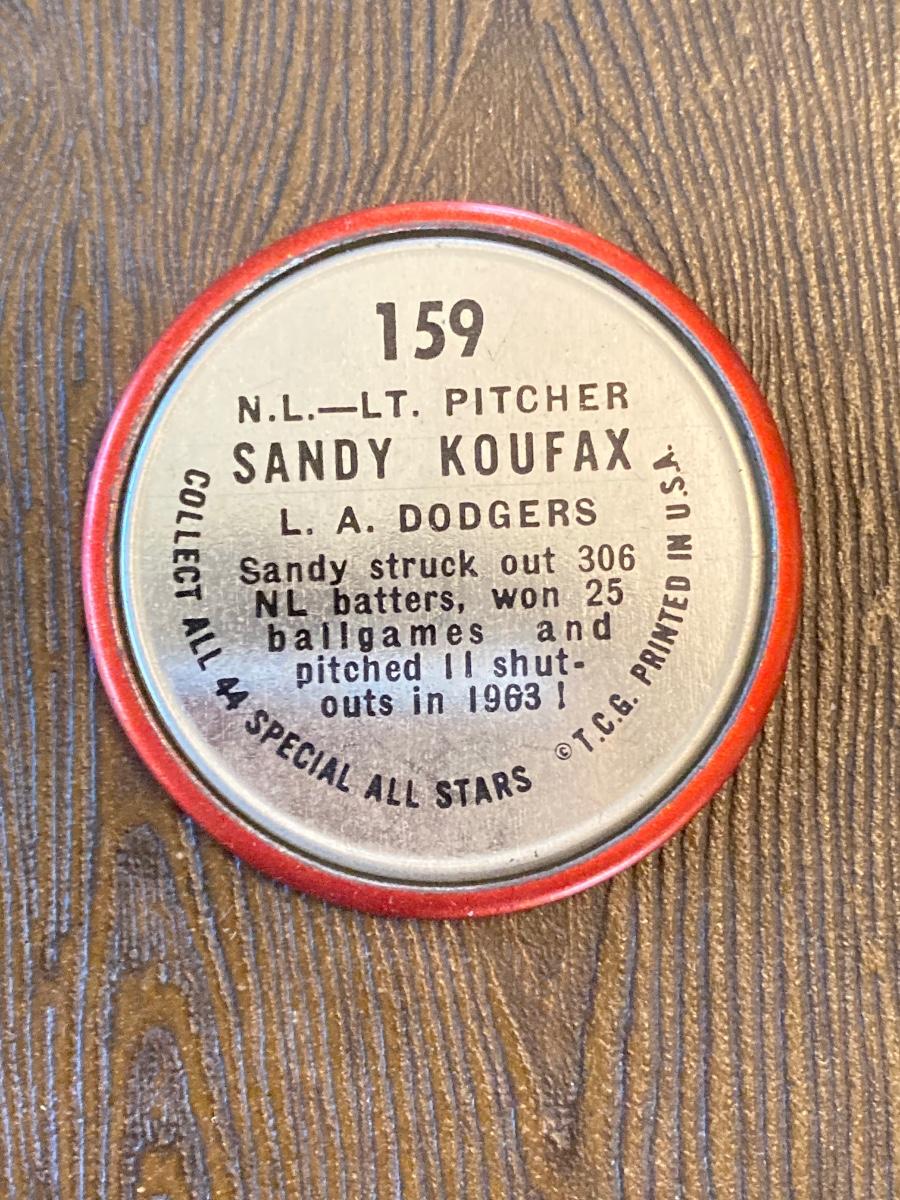 159
N.L.—LT. PITCHER
SANDY KOUFAX
L. A. DODGERS
Sandy struck out 306
NL batters, won 25
ballgames and
pitched 11 shut-
outs in 1963!
COLLECT ALL 44 SPECIAL ALL STARS
© T.C.G. PRINTED IN U.S.A.